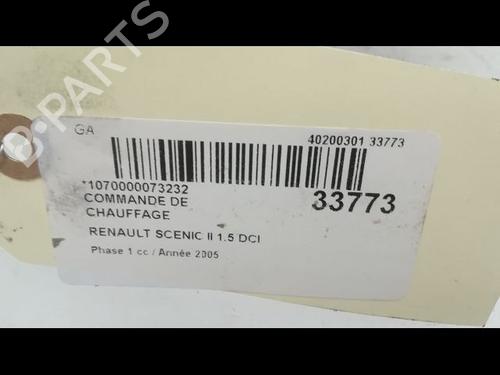 B-PARTS
GA
40200301 33773
*1070000073232
COMMANDE DE
CHAUFFAGE
33773
RENAULT SCENIC II 1.5 DCI
Phase 1 cc / Année 2005